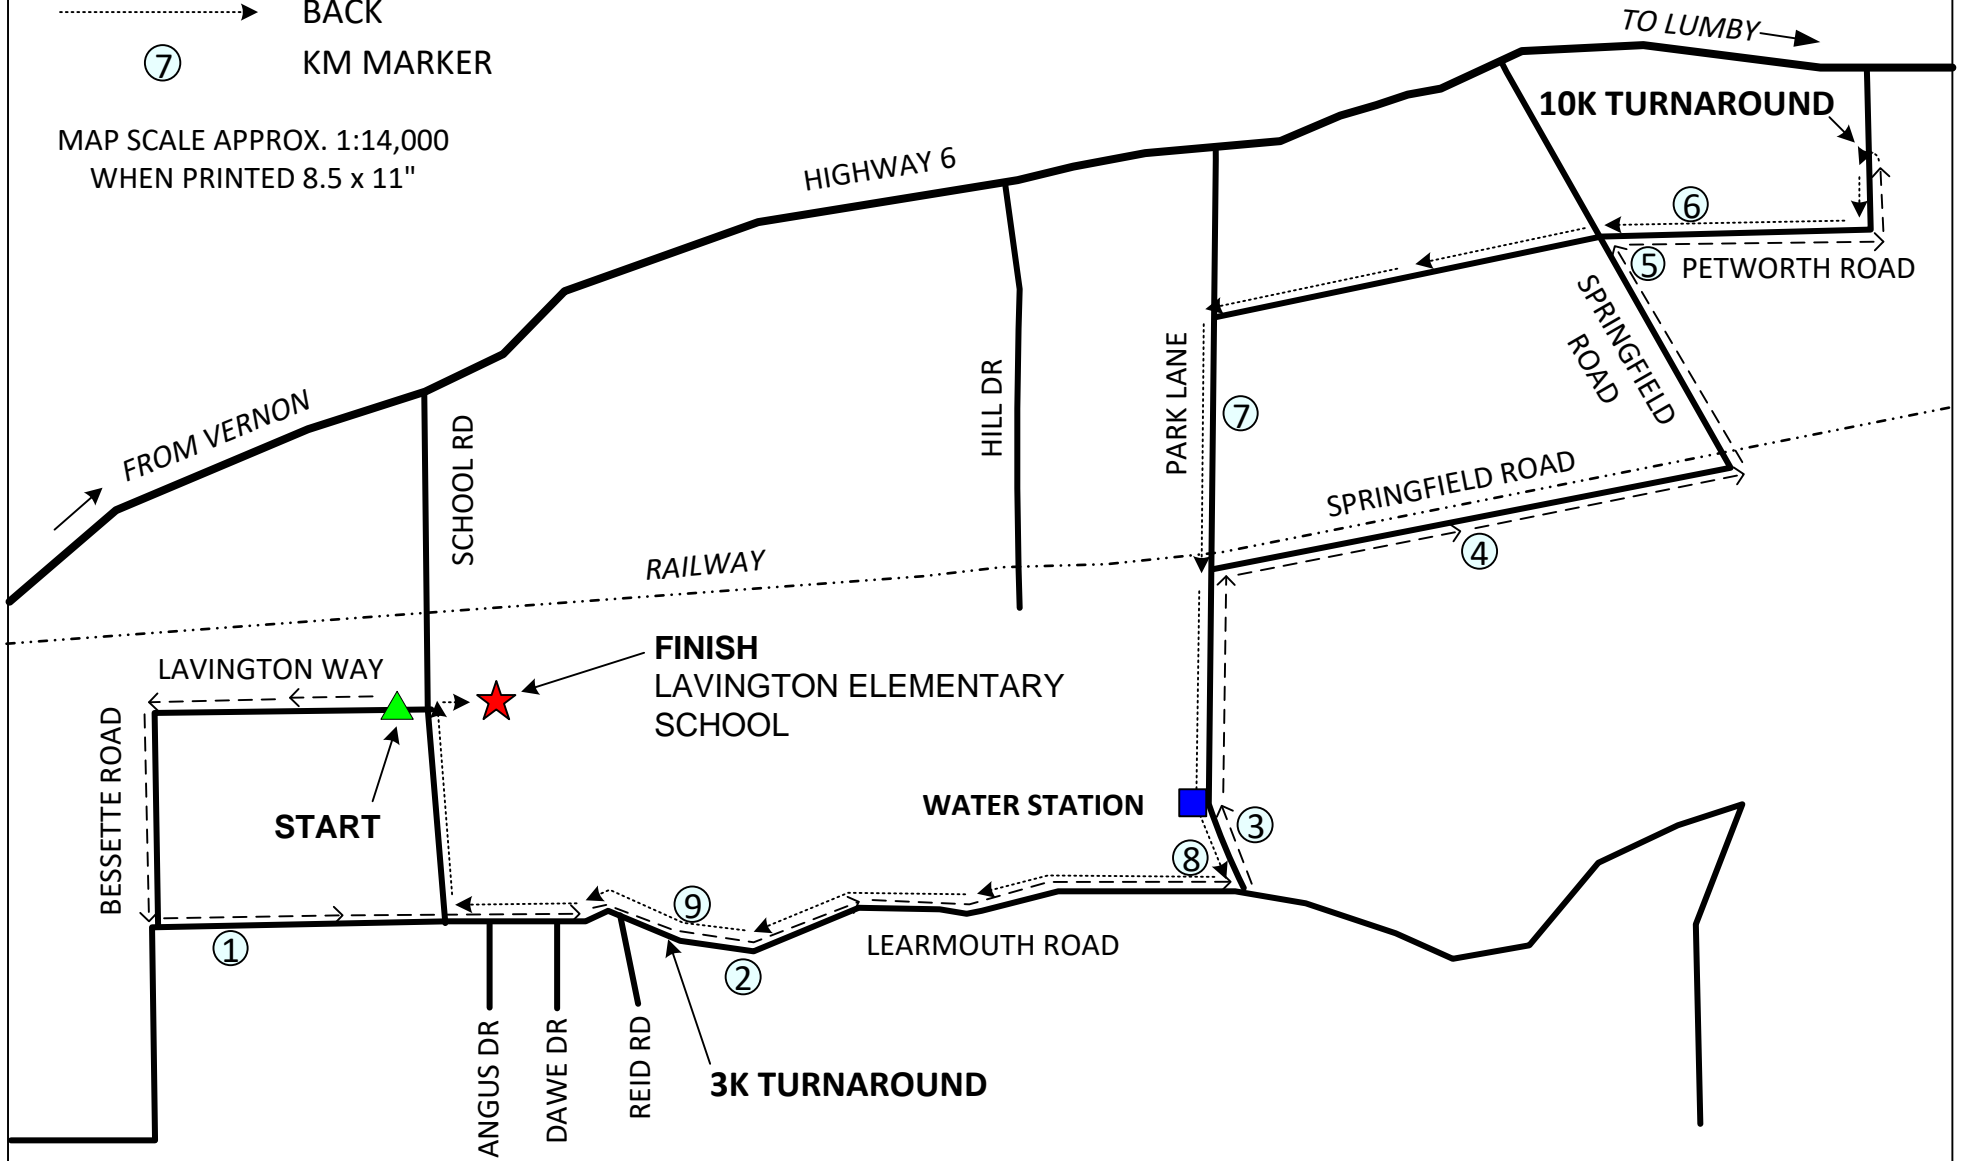 BACK
7
KM MARKER
MAP SCALE APPROX. 1:14,000
WHEN PRINTED 8.5 x 11"
TO LUMBY
10K TURNAROUND
HIGHWAY 6
6
5
PETWORTH ROAD
SPRINGFIELD
ROAD
FROM VERNON
SCHOOL RD
HILL DR
PARK LANE
7
SPRINGFIELD ROAD
4
RAILWAY
FINISH
LAVINGTON ELEMENTARY
SCHOOL
LAVINGTON WAY
BESSETTE ROAD
START
WATER STATION
3
8
9
1
2
LEARMOUTH ROAD
ANGUS DR
DAWE DR
REID RD
3K TURNAROUND